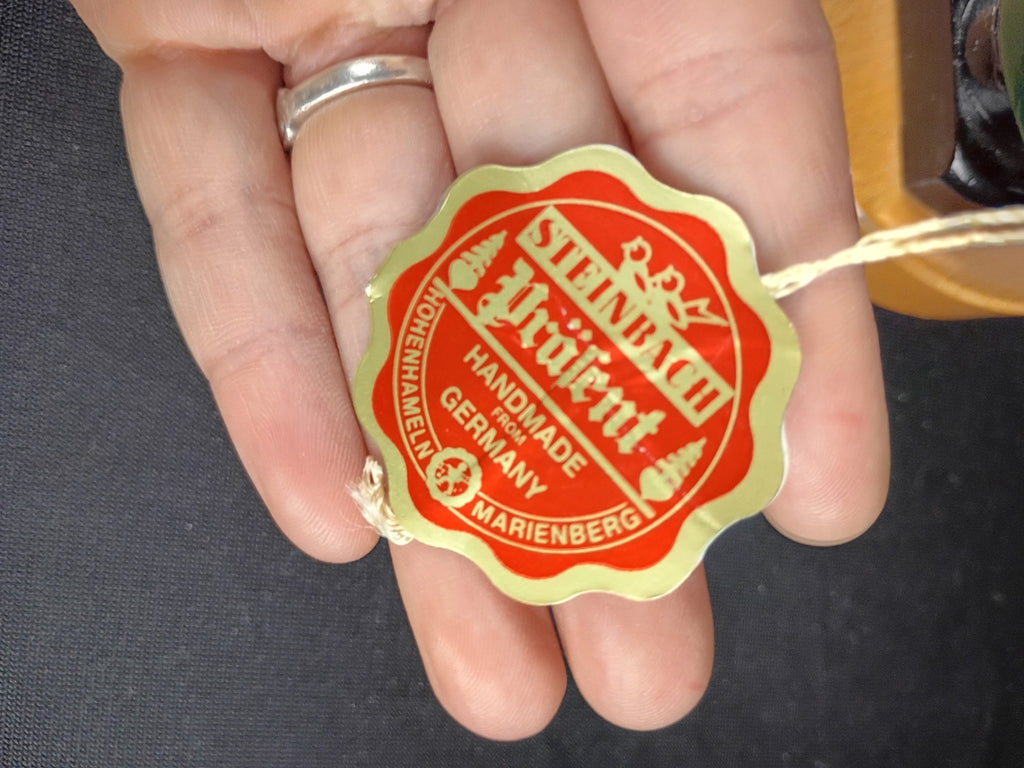 STEINBACH
Präsent
HANDMADE
FROM
GERMANY
HOHENHAMELN
MARIENBERG